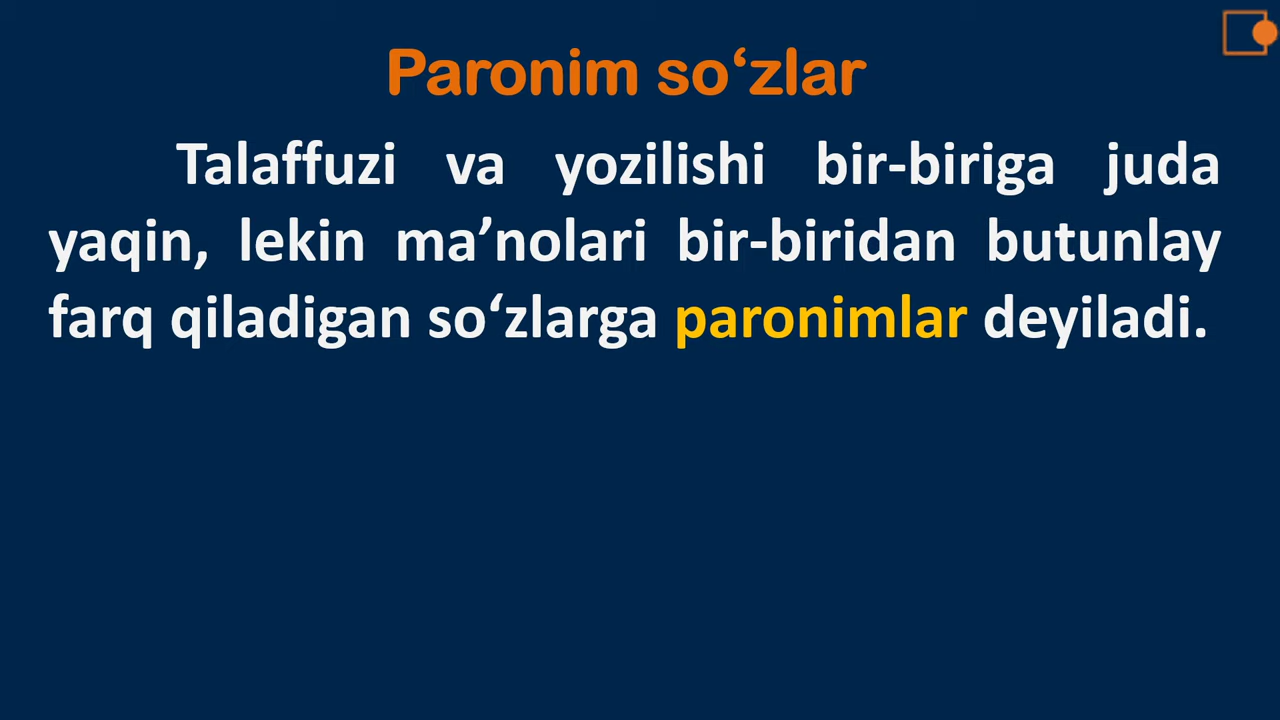 Paronim so‘zlar
Talaffuzi va yozilishi bir-biriga juda
yaqin, lekin ma’nolari bir-biridan butunlay
farq qiladigan so‘zlarga paronimlar deyiladi.